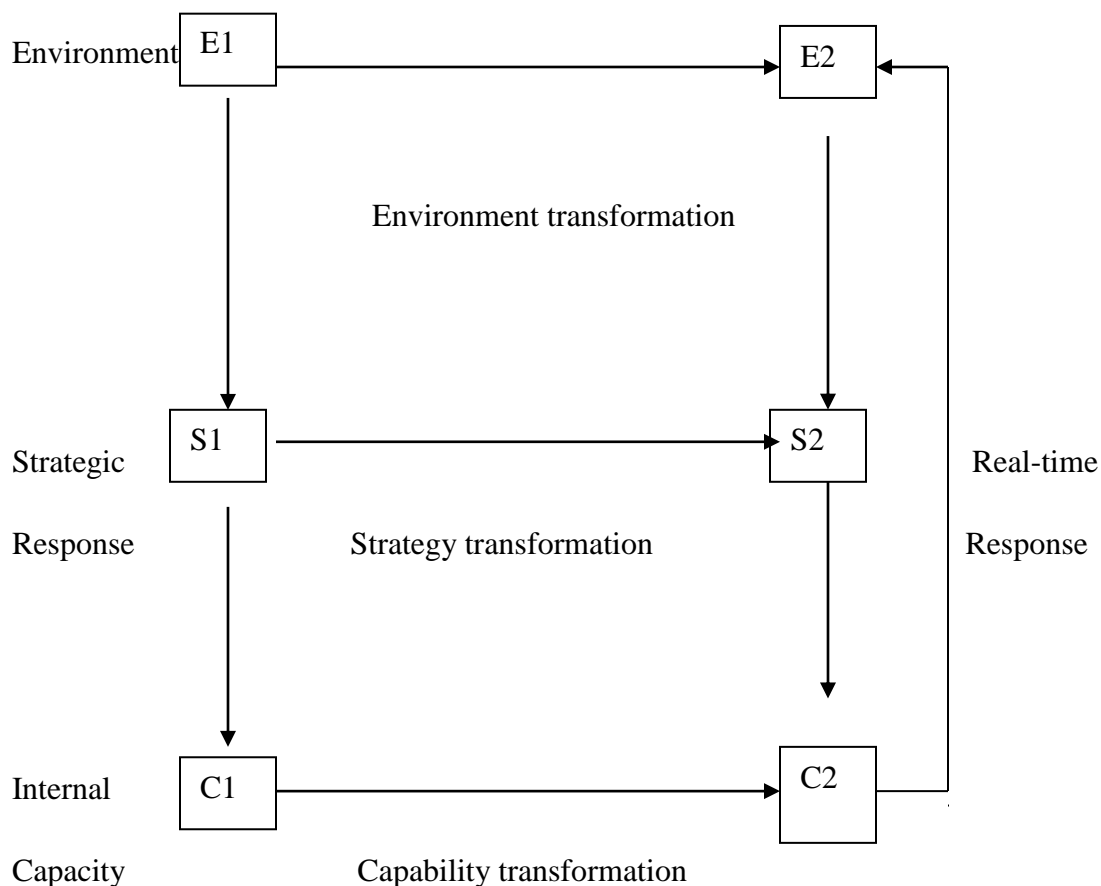 Environment E1 E2
Environment transformation
S1 S2
Strategic Real-time
Response Strategy transformation Response
Internal C1 C2
Capacity Capability transformation